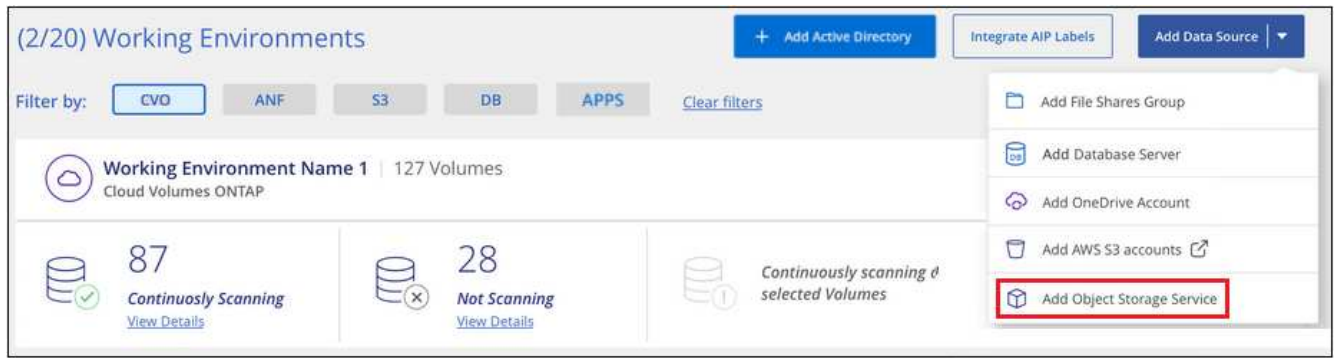 (2/20) Working Environments
+ Add Active Directory
Integrate AIP Labels
Add Data Source
Filter by:
CVO
ANF
S3
DB
APPS
Clear filters
Working Environment Name 1 | 127 Volumes
Cloud Volumes ONTAP
87
Continuosly Scanning
View Details
28
Not Scanning
View Details
Continuously scanning
selected Volumes
Add File Shares Group
DB
Add Database Server
Add OneDrive Account
Add AWS S3 accounts
Add Object Storage Service